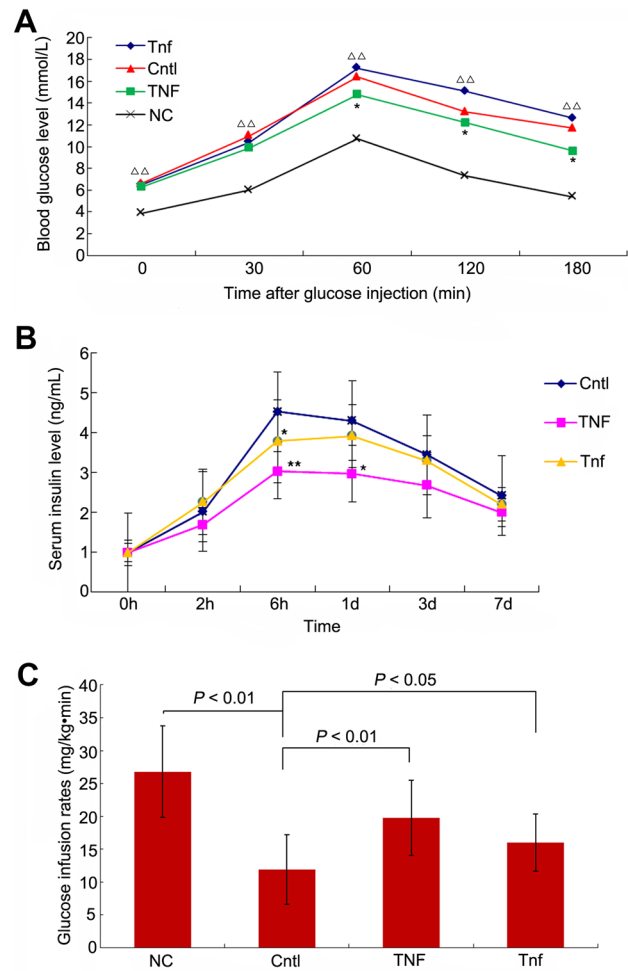 A
Blood glucose level (mmol/L)
20
18
16
14
12
10
8
6
4
2
0
Tnf
Cntl
TNF
NC
△△
△△
△△
△△
△△
*
*
*
0
30
60
120
180
Time after glucose injection (min)
B
Serum insulin level (ng/mL)
6
5
4
3
2
1
0
*
**
*
Cntl
TNF
Tnf
0h
2h
6h
1d
3d
7d
Time
C
Glucose infusion rates (mg/kg•min)
40
35
30
25
20
15
10
5
0
P < 0.01
P < 0.05
P < 0.01
NC
Cntl
TNF
Tnf